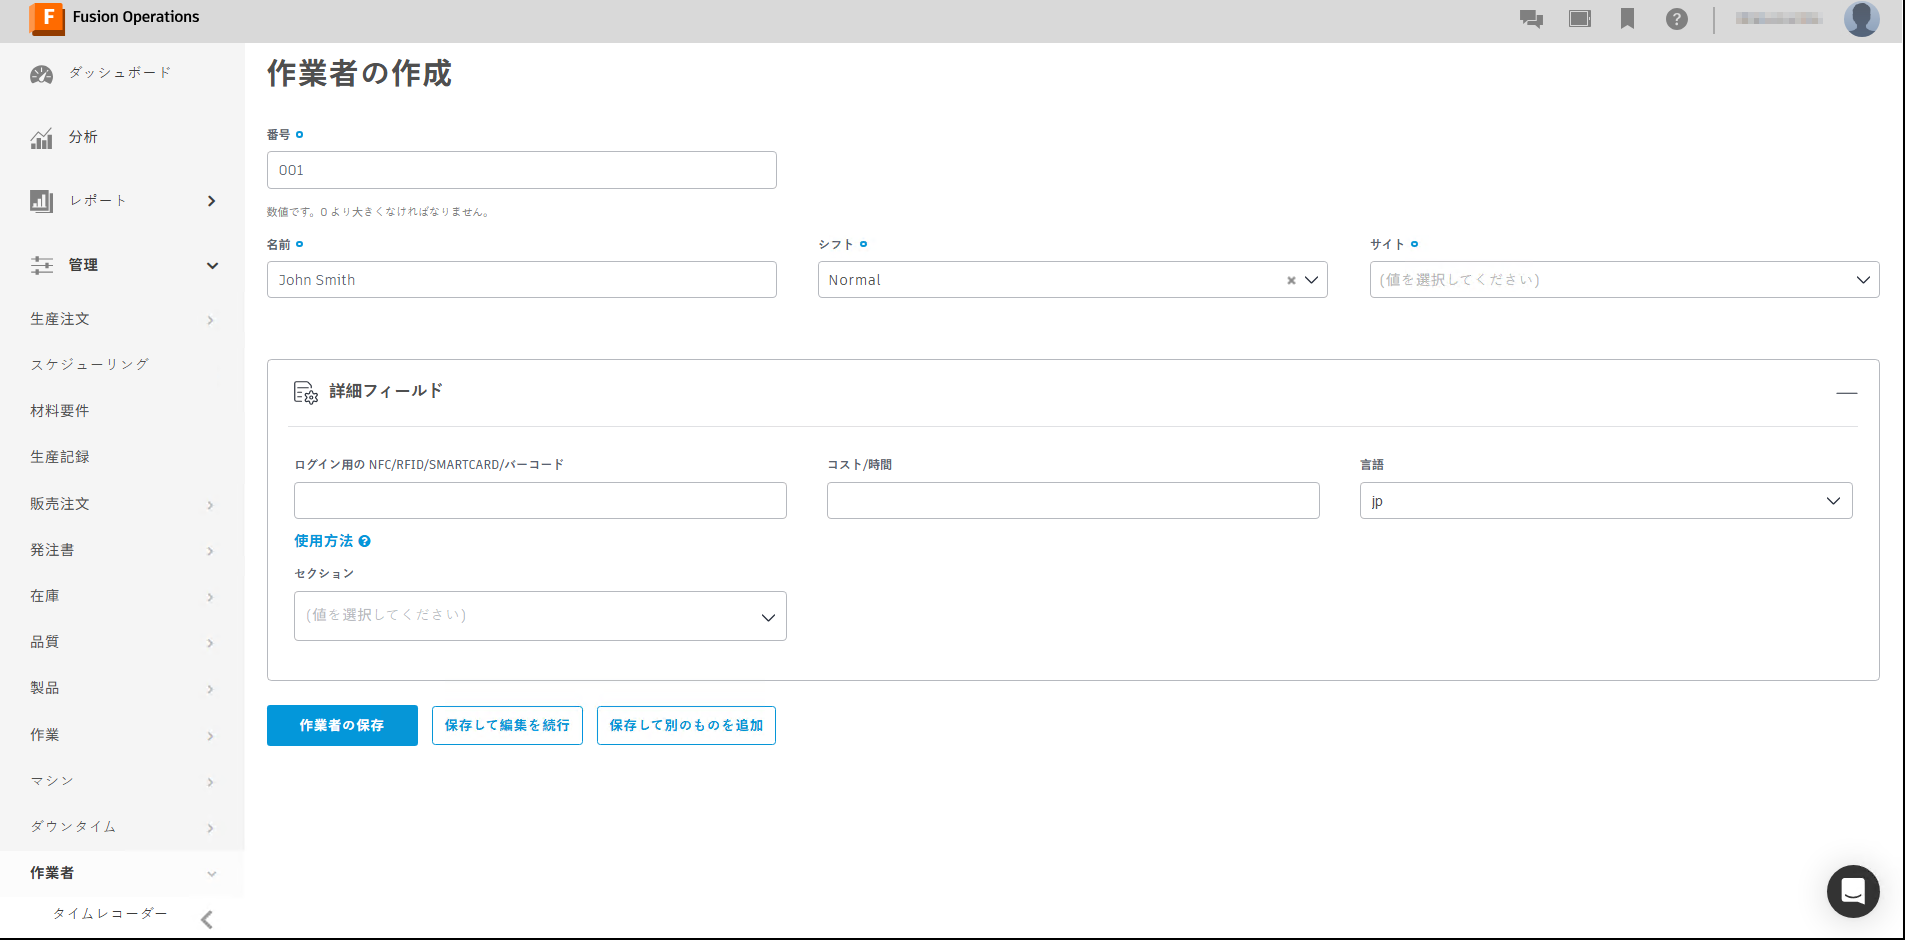 Fusion Operations
ダッシュボード
分析
レポート
管理
生産注文
スケジューリング
材料要件
生産記録
販売注文
発注書
在庫
品質
製品
作業
マシン
ダウンタイム
作業者
タイムレコーダー
作業者の作成
番号
001
数値です。0 より大きくなければなりません。
名前
John Smith
シフト
Normal
サイト
(値を選択してください)
詳細フィールド
ログイン用の NFC/RFID/SMARTCARD/バーコード
コスト/時間
言語
jp
使用方法
セクション
(値を選択してください)
作業者の保存
保存して編集を続行
保存して別のものを追加